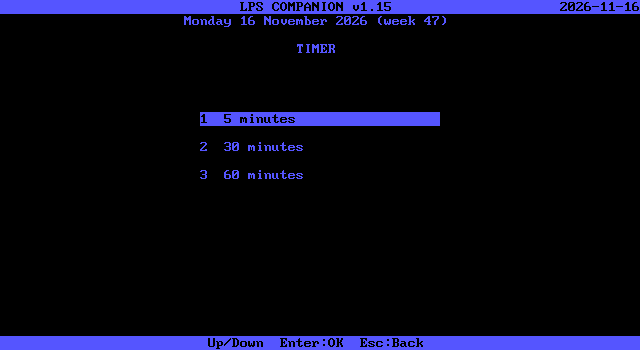 LPS COMPANION v1.15 2026-11-16
Monday 16 November 2026 (week 47)
TIMER
1 5 minutes
2 30 minutes
3 60 minutes
Up/Down Enter:OK Esc:Back